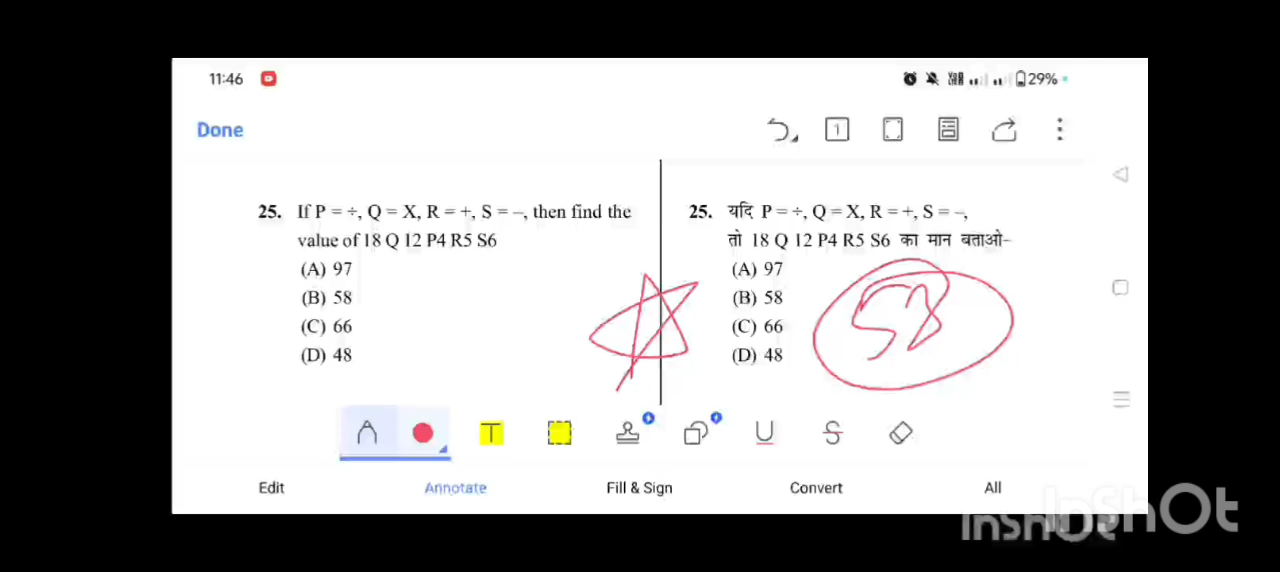 11:46
29%
Done
1
25. If P = ÷, Q = X, R = +, S = –, then find the
value of 18 Q 12 P4 R5 S6
(A) 97
(B) 58
(C) 66
(D) 48
25. यदि P = ÷, Q = X, R = +, S = –,
तो 18 Q 12 P4 R5 S6 का मान बताओ–
(A) 97
(B) 58
(C) 66
(D) 48
53
T
U
S
Edit
Annotate
Fill & Sign
Convert
All
InShOt